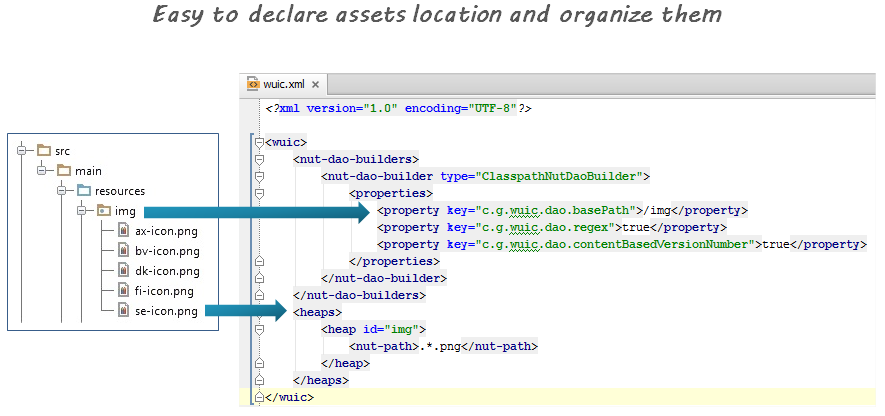 Easy to declare assets location and organize them
src
main
resources
img
ax-icon.png
bv-icon.png
dk-icon.png
fi-icon.png
se-icon.png
wuic.xml
<?xml version="1.0" encoding="UTF-8"?>
<wuic>
<nut-dao-builders>
<nut-dao-builder type="ClasspathNutDaoBuilder">
<properties>
<property key="c.g.wuic.dao.basePath">/img</property>
<property key="c.g.wuic.dao.regex">true</property>
<property key="c.g.wuic.dao.contentBasedVersionNumber">true</property>
</properties>
</nut-dao-builder>
</nut-dao-builders>
<heaps>
<heap id="img">
<nut-path>.*.png</nut-path>
</heap>
</heaps>
</wuic>